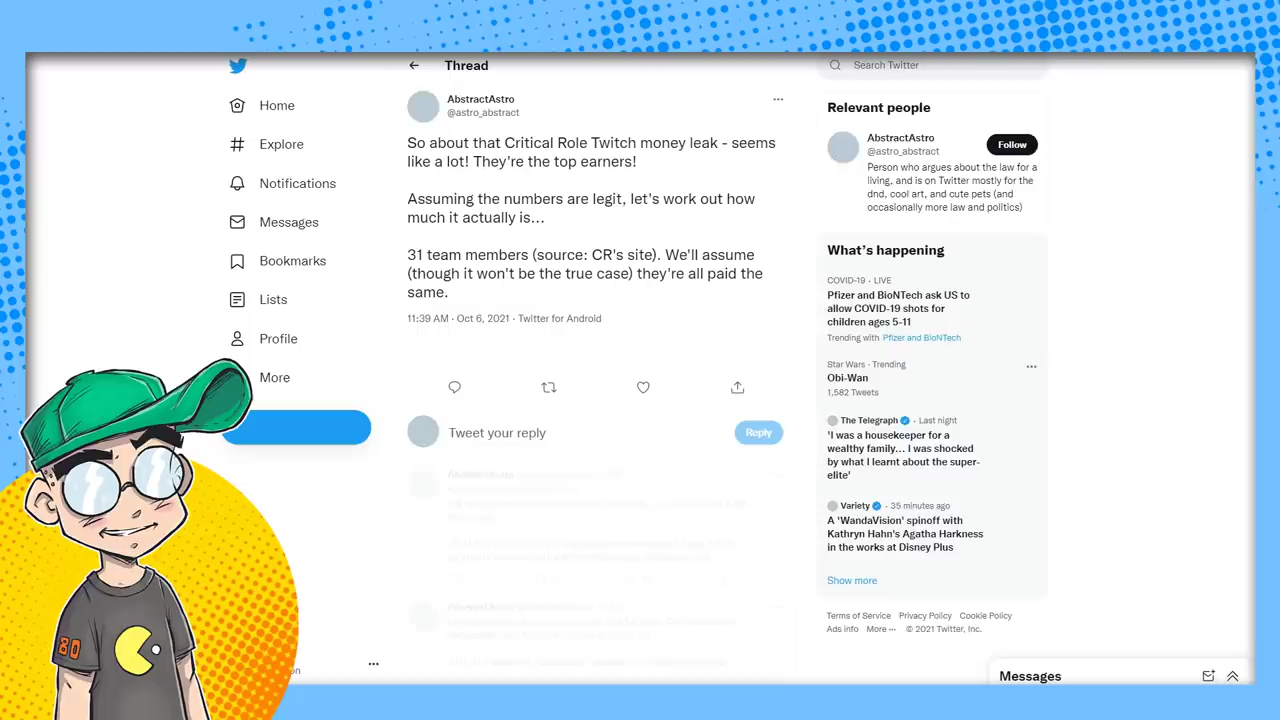 Thread
Search Twitter
Home
Explore
Notifications
Messages
Bookmarks
Lists
Profile
More
AbstractAstro
@astro_abstract
So about that Critical Role Twitch money leak - seems
like a lot! They're the top earners!
Assuming the numbers are legit, let's work out how
much it actually is...
31 team members (source: CR's site). We'll assume
(though it won't be the true case) they're all paid the
same.
11:39 AM · Oct 6, 2021 · Twitter for Android
Tweet your reply
Reply
Relevant people
AbstractAstro
@astro_abstract
Follow
Person who argues about the law for a
living, and is on Twitter mostly for the
dnd, cool art, and cute pets (and
occasionally more law and politics)
What's happening
COVID-19 · LIVE
Pfizer and BioNTech ask US to
allow COVID-19 shots for
children ages 5-11
Trending with Pfizer and BioNTech
Star Wars · Trending
Obi-Wan
1,582 Tweets
The Telegraph · Last night
'I was a housekeeper for a
wealthy family... I was shocked
by what I learnt about the super-
elite'
Variety · 35 minutes ago
A 'WandaVision' spinoff with
Kathryn Hahn's Agatha Harkness
in the works at Disney Plus
Show more
Terms of Service Privacy Policy Cookie Policy
Ads info More ··· © 2021 Twitter, Inc.
Messages
80